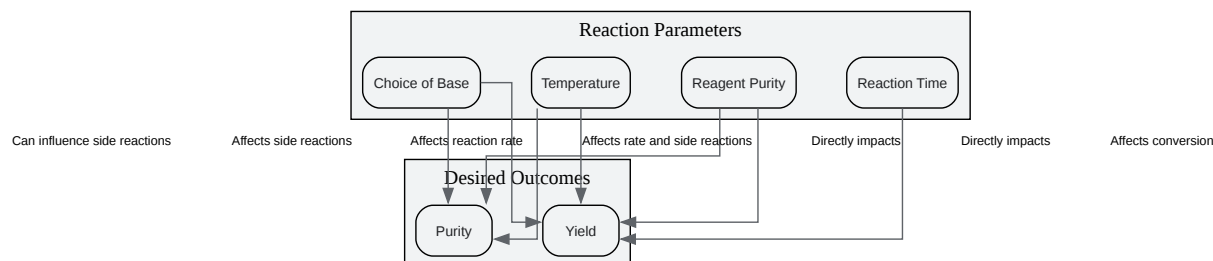 Reaction Parameters
Choice of Base
Temperature
Reagent Purity
Reaction Time
Can influence side reactions
Affects side reactions
Affects reaction rate
Affects rate and side reactions
Directly impacts
Directly impacts
Affects conversion
Desired Outcomes
Purity
Yield